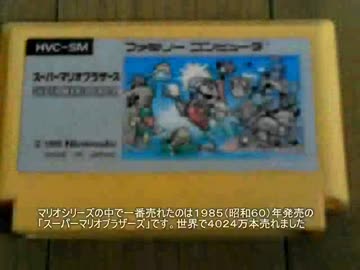 HVC-SM
ファミリー コンピュータ
スーパーマリオブラザーズ
© 1985 Nintendo
MADE IN JAPAN
マリオシリーズの中で一番売れたのは1985(昭和60)年発売の
「スーパーマリオブラザーズ」です。世界で4024万本売れました